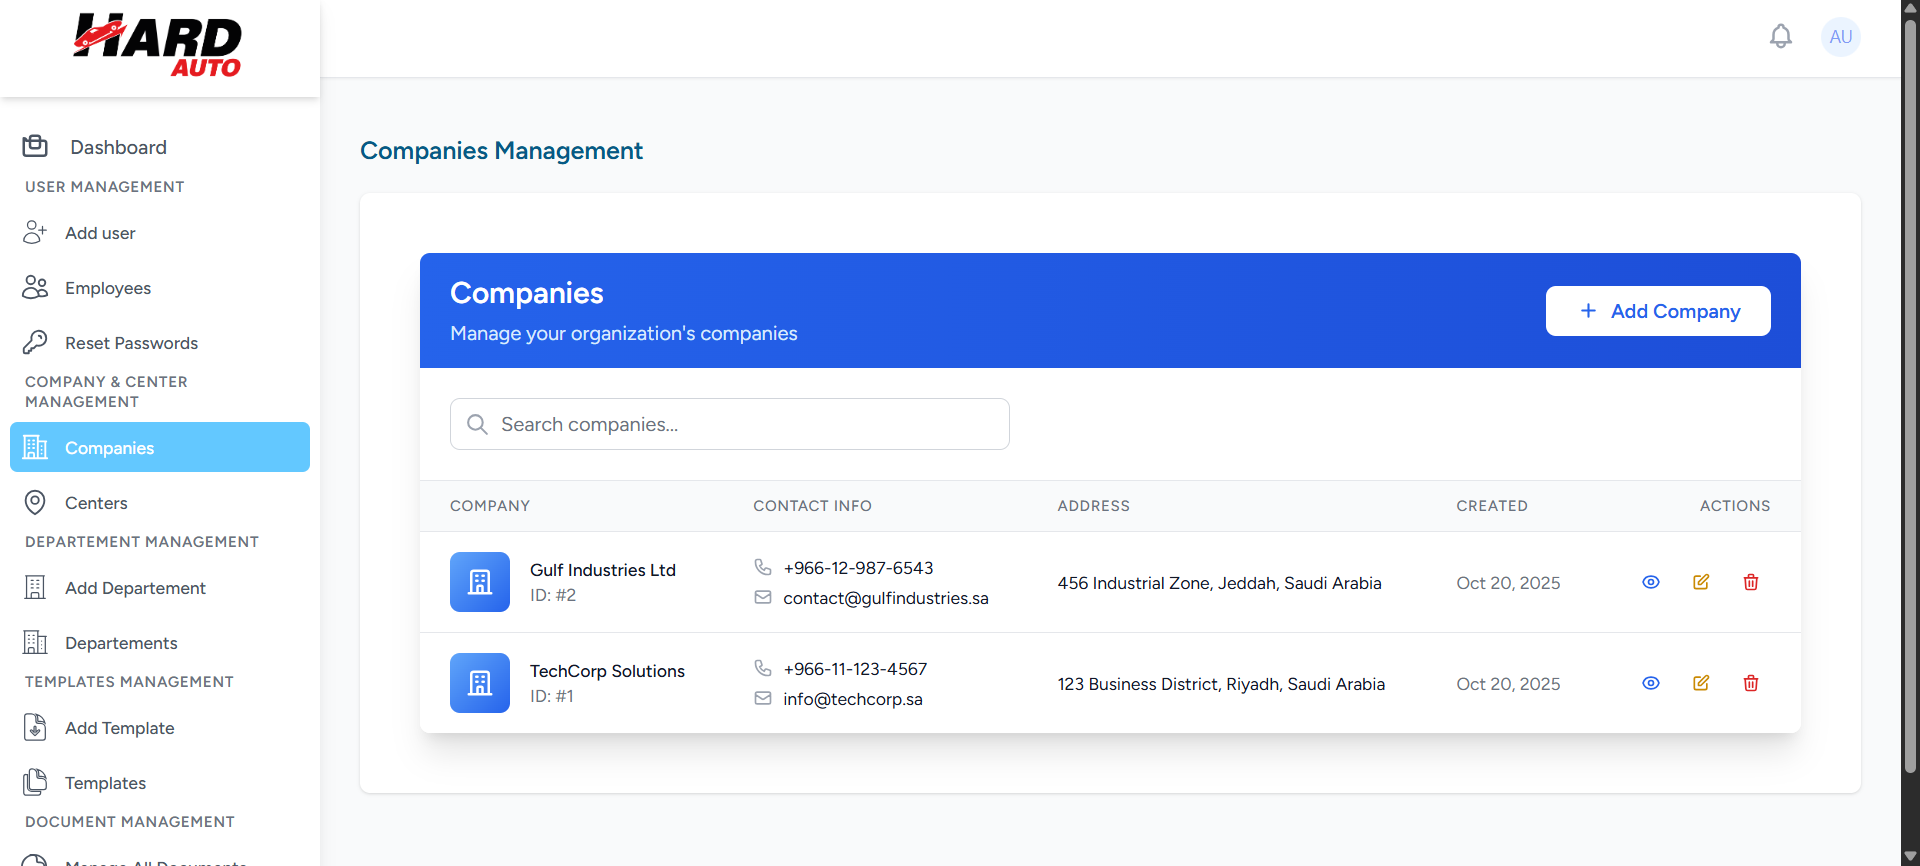 HARD
AUTO
AU
Dashboard
USER MANAGEMENT
Add user
Employees
Reset Passwords
COMPANY & CENTER
MANAGEMENT
Companies
Centers
DEPARTEMENT MANAGEMENT
Add Departement
Departements
TEMPLATES MANAGEMENT
Add Template
Templates
DOCUMENT MANAGEMENT
Manage All Documents
Companies Management
Companies
Manage your organization's companies
Add Company
Search companies...
COMPANY CONTACT INFO ADDRESS CREATED ACTIONS
Gulf Industries Ltd
ID: #2
+966-12-987-6543
contact@gulfindustries.sa
456 Industrial Zone, Jeddah, Saudi Arabia
Oct 20, 2025
TechCorp Solutions
ID: #1
+966-11-123-4567
info@techcorp.sa
123 Business District, Riyadh, Saudi Arabia
Oct 20, 2025